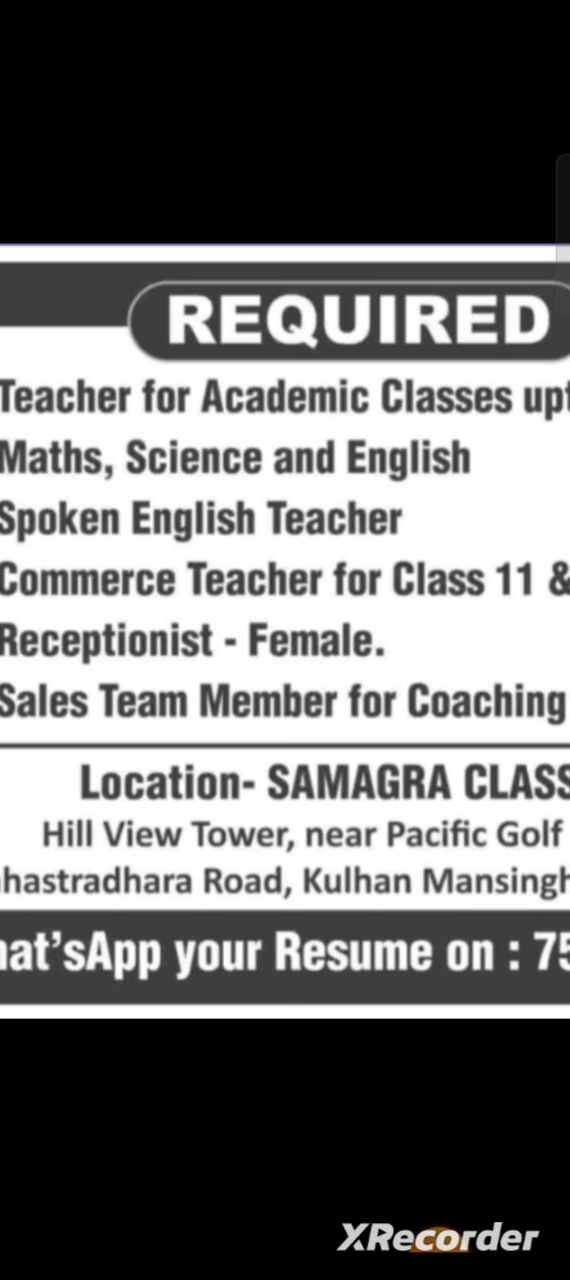 REQUIRED
Teacher for Academic Classes upt
Maths, Science and English
Spoken English Teacher
Commerce Teacher for Class 11 &
Receptionist - Female.
Sales Team Member for Coaching
Location- SAMAGRA CLASS
Hill View Tower, near Pacific Golf
hastradhara Road, Kulhan Mansingh
hat'sApp your Resume on : 75
XRecorder